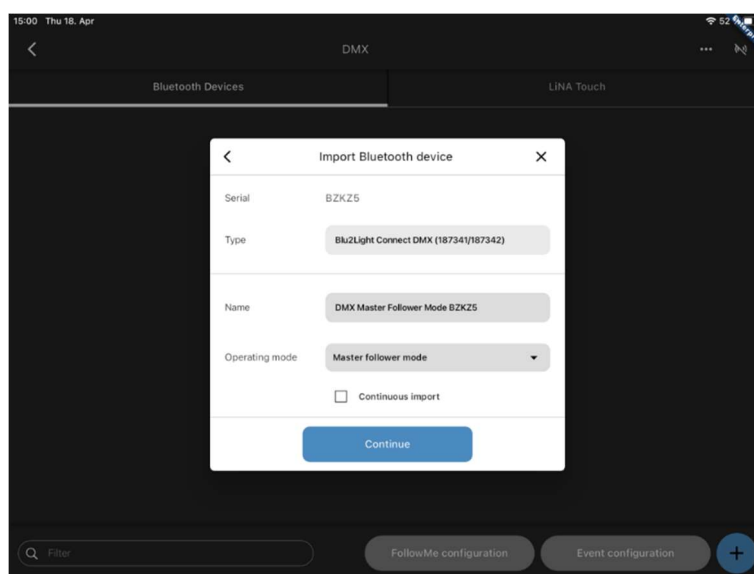 15:00 Thu 18. Apr
52
DMX
Bluetooth Devices
LiNA Touch
Import Bluetooth device
Serial BZKZ5
Type Blu2Light Connect DMX (187341/187342)
Name DMX Master Follower Mode BZKZ5
Operating mode Master follower mode
Continuous import
Continue
Filter
FollowMe configuration
Event configuration